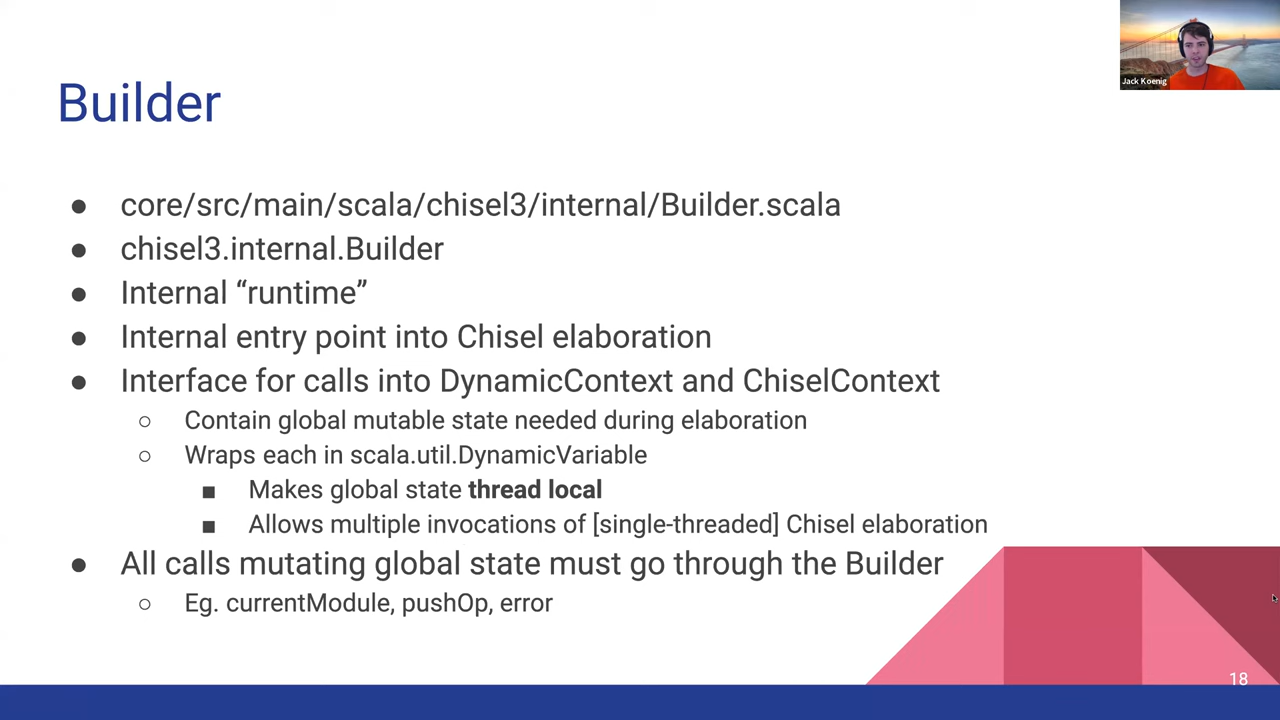 Jack Koenig
Builder
● core/src/main/scala/chisel3/internal/Builder.scala
● chisel3.internal.Builder
● Internal “runtime”
● Internal entry point into Chisel elaboration
● Interface for calls into DynamicContext and ChiselContext
○ Contain global mutable state needed during elaboration
○ Wraps each in scala.util.DynamicVariable
■ Makes global state thread local
■ Allows multiple invocations of [single-threaded] Chisel elaboration
● All calls mutating global state must go through the Builder
○ Eg. currentModule, pushOp, error
18